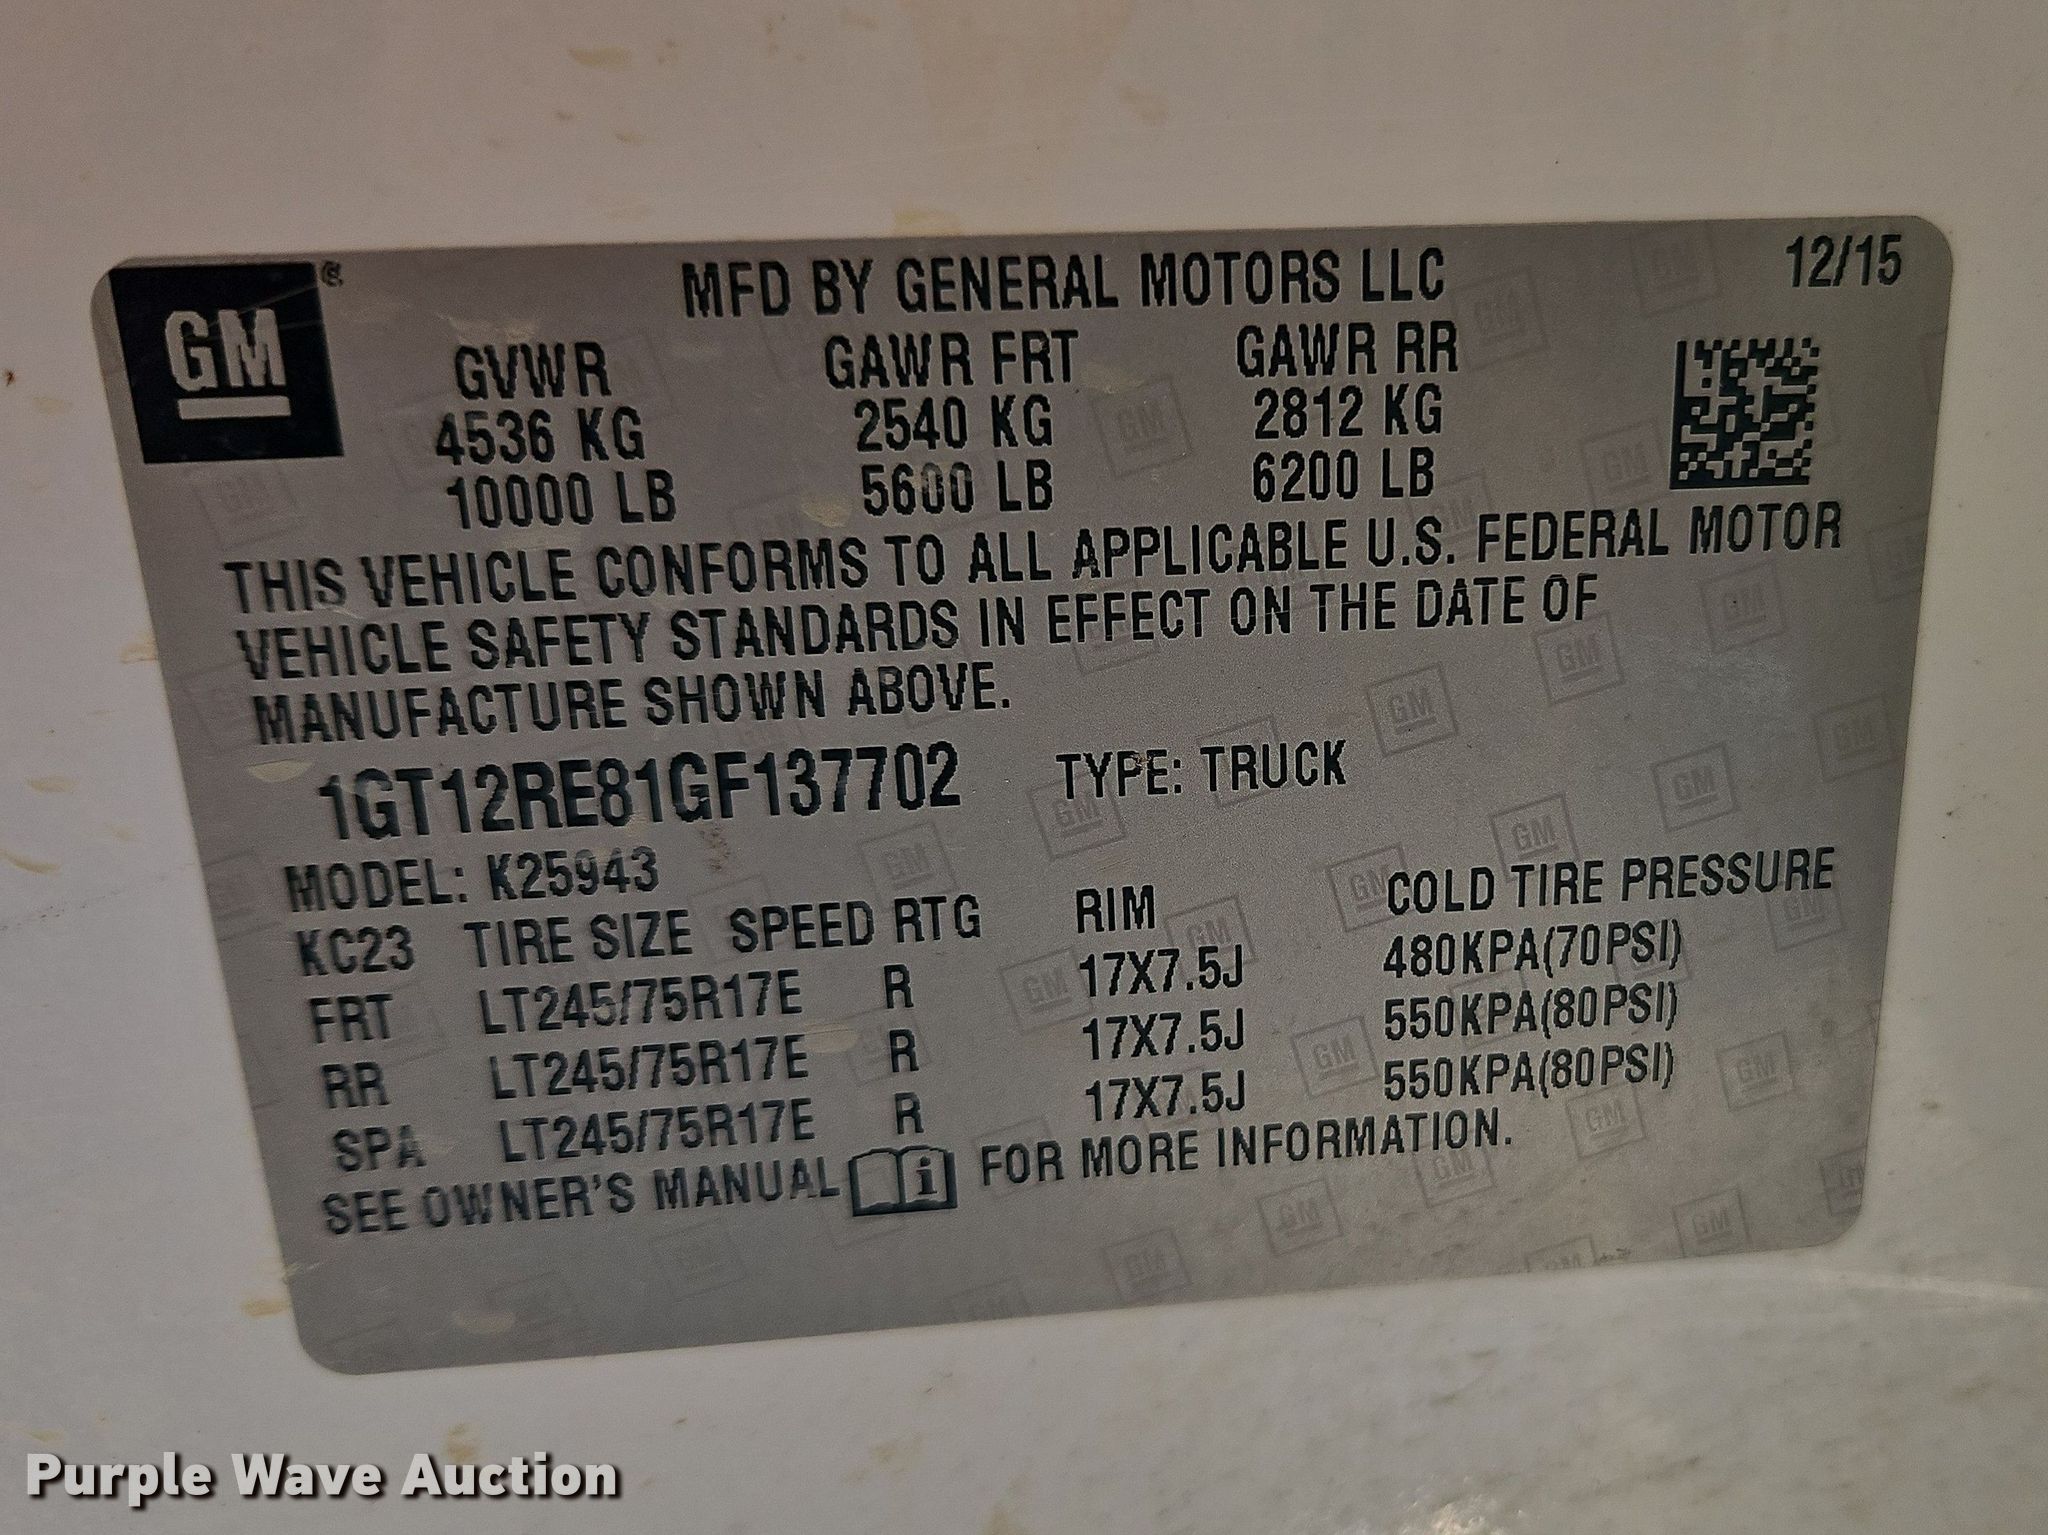 GM®
MFD BY GENERAL MOTORS LLC 12/15
GVWR GAWR FRT GAWR RR
4536 KG 2540 KG 2812 KG
10000 LB 5600 LB 6200 LB
THIS VEHICLE CONFORMS TO ALL APPLICABLE U.S. FEDERAL MOTOR
VEHICLE SAFETY STANDARDS IN EFFECT ON THE DATE OF
MANUFACTURE SHOWN ABOVE.
1GT12RE81GF137702 TYPE: TRUCK
MODEL: K25943
KC23 TIRE SIZE SPEED RTG RIM COLD TIRE PRESSURE
FRT LT245/75R17E R 17X7.5J 480KPA(70PSI)
RR LT245/75R17E R 17X7.5J 550KPA(80PSI)
SPA LT245/75R17E R 17X7.5J 550KPA(80PSI)
SEE OWNER'S MANUAL i FOR MORE INFORMATION.
Purple Wave Auction